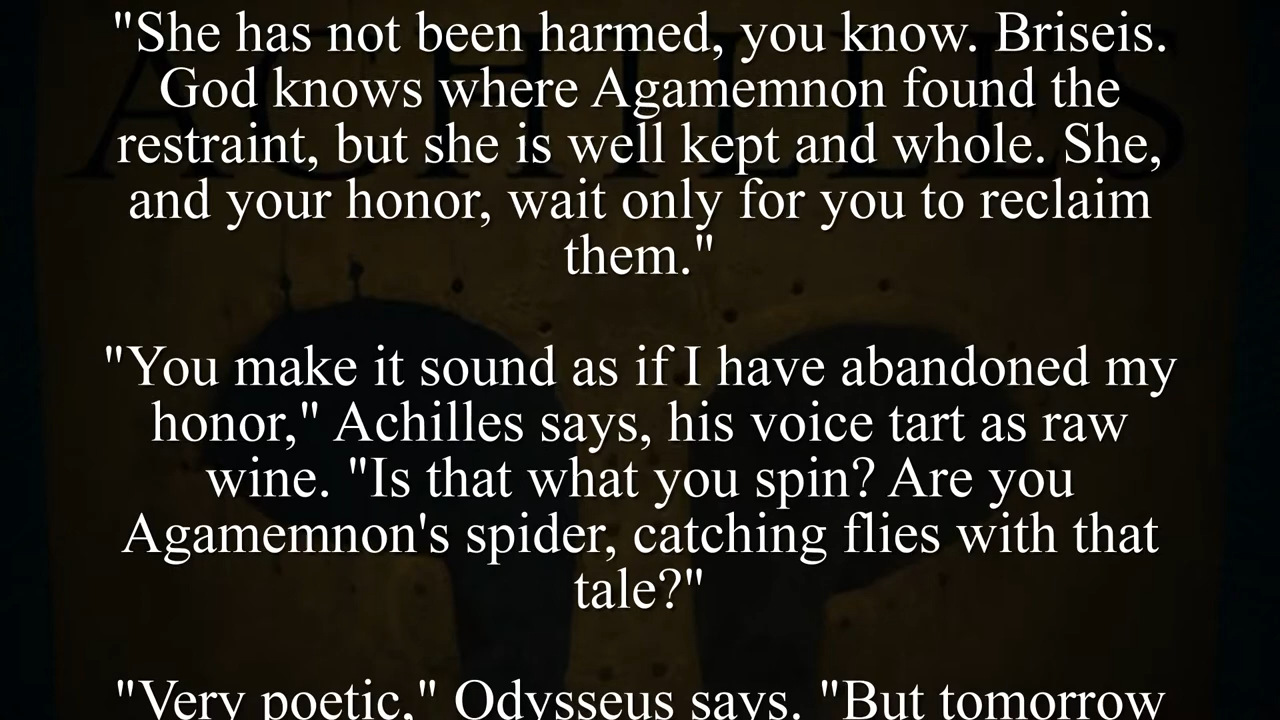 ACHILLES
"She has not been harmed, you know. Briseis.
God knows where Agamemnon found the
restraint, but she is well kept and whole. She,
and your honor, wait only for you to reclaim
them."
"You make it sound as if I have abandoned my
honor," Achilles says, his voice tart as raw
wine. "Is that what you spin? Are you
Agamemnon's spider, catching flies with that
tale?"
"Very poetic," Odysseus says. "But tomorrow